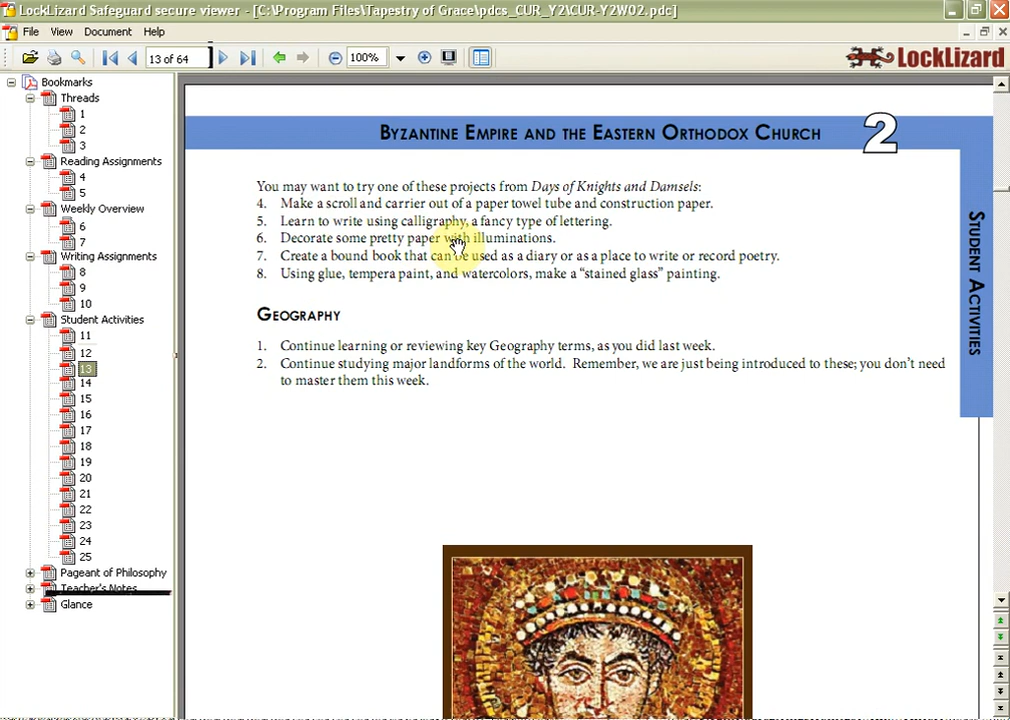 LockLizard Safeguard secure viewer - [C:\Program Files\Tapestry of Grace\pdcs_CUR_Y2\CUR-Y2W02.pdc]
File View Document Help
13 of 64
100%
LOCKLIZARD
Bookmarks
Threads
1
2
3
Reading Assignments
4
5
Weekly Overview
6
7
Writing Assignments
8
9
10
Student Activities
11
12
13
14
15
16
17
18
19
20
21
22
23
24
25
Pageant of Philosophy
Teacher's Notes
Glance
BYZANTINE EMPIRE AND THE EASTERN ORTHODOX CHURCH 2
You may want to try one of these projects from Days of Knights and Damsels:
4. Make a scroll and carrier out of a paper towel tube and construction paper.
5. Learn to write using calligraphy, a fancy type of lettering.
6. Decorate some pretty paper with illuminations.
7. Create a bound book that can be used as a diary or as a place to write or record poetry.
8. Using glue, tempera paint, and watercolors, make a “stained glass” painting.
GEOGRAPHY
1. Continue learning or reviewing key Geography terms, as you did last week.
2. Continue studying major landforms of the world. Remember, we are just being introduced to these; you don’t need
to master them this week.
STUDENT ACTIVITIES